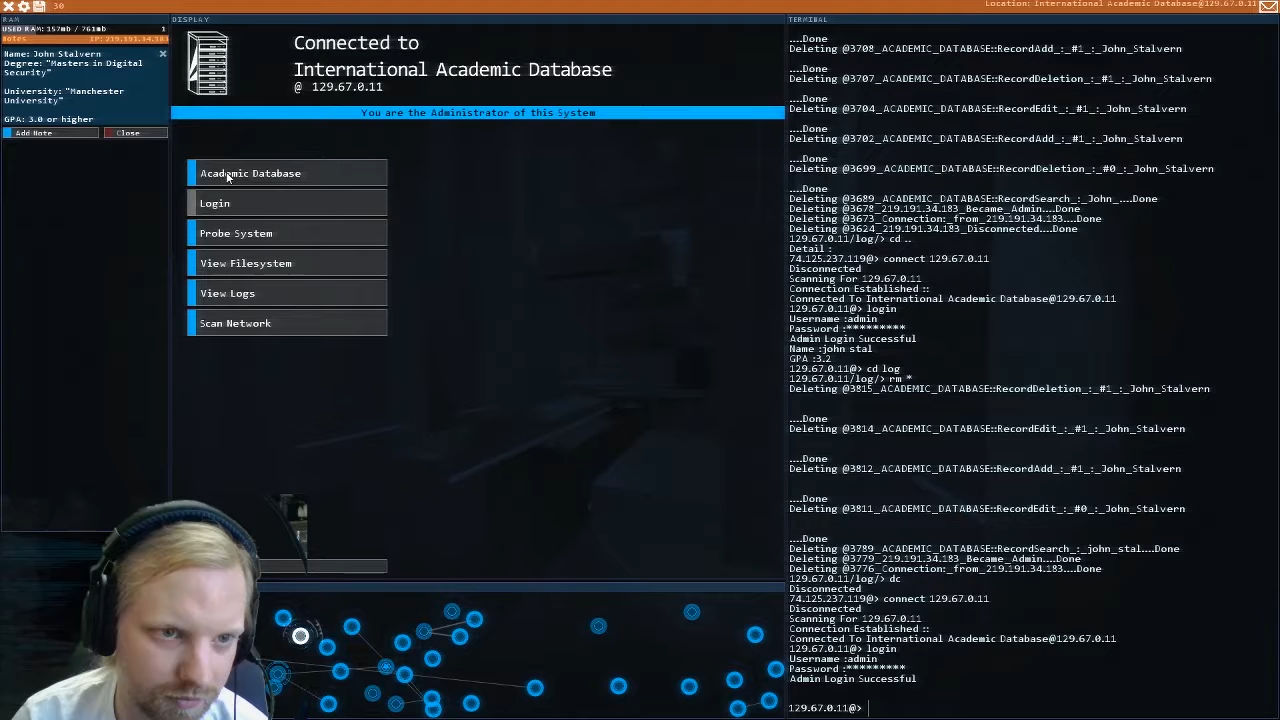 30
Location: International Academic Database@129.67.0.11
RAM
USED RAM: 157mb / 761mb
1
notes
IP: 219.191.34.183
Name: John Stalvern
Degree: "Masters in Digital
Security"
University: "Manchester
University"
GPA: 3.0 or higher
Add Note
Close
DISPLAY
Connected to
International Academic Database
@ 129.67.0.11
You are the Administrator of this System
Academic Database
Login
Probe System
View Filesystem
View Logs
Scan Network
TERMINAL
....Done
Deleting @3708_ACADEMIC_DATABASE::RecordAdd_:_#1_:_John_Stalvern
....Done
Deleting @3707_ACADEMIC_DATABASE::RecordDeletion_:_#1_:_John_Stalvern
....Done
Deleting @3704_ACADEMIC_DATABASE::RecordEdit_:_#1_:_John_Stalvern
....Done
Deleting @3702_ACADEMIC_DATABASE::RecordAdd_:_#1_:_John_Stalvern
....Done
Deleting @3699_ACADEMIC_DATABASE::RecordDeletion_:_#0_:_John_Stalvern
....Done
Deleting @3689_ACADEMIC_DATABASE::RecordSearch_:_John_....Done
Deleting @3678_219.191.34.183_Became_Admin....Done
Deleting @3673_Connection:_from_219.191.34.183....Done
Deleting @3624_219.191.34.183_Disconnected....Done
129.67.0.11/log/> cd ..
Detail :
74.125.237.119@> connect 129.67.0.11
Disconnected
Scanning For 129.67.0.11
Connection Established ::
Connected To International Academic Database@129.67.0.11
129.67.0.11@> login
Username :admin
Password :*********
Admin Login Successful
Name :john stal
GPA :3.2
129.67.0.11@> cd log
129.67.0.11/log/> rm *
Deleting @3815_ACADEMIC_DATABASE::RecordDeletion_:_#1_:_John_Stalvern
....Done
Deleting @3814_ACADEMIC_DATABASE::RecordEdit_:_#1_:_John_Stalvern
....Done
Deleting @3812_ACADEMIC_DATABASE::RecordAdd_:_#1_:_John_Stalvern
....Done
Deleting @3811_ACADEMIC_DATABASE::RecordEdit_:_#0_:_John_Stalvern
....Done
Deleting @3789_ACADEMIC_DATABASE::RecordSearch_:_john_stal....Done
Deleting @3779_219.191.34.183_Became_Admin....Done
Deleting @3776_Connection:_from_219.191.34.183....Done
129.67.0.11/log/> dc
Disconnected
74.125.237.119@> connect 129.67.0.11
Disconnected
Scanning For 129.67.0.11
Connection Established ::
Connected To International Academic Database@129.67.0.11
129.67.0.11@> login
Username :admin
Password :*********
Admin Login Successful
129.67.0.11@>